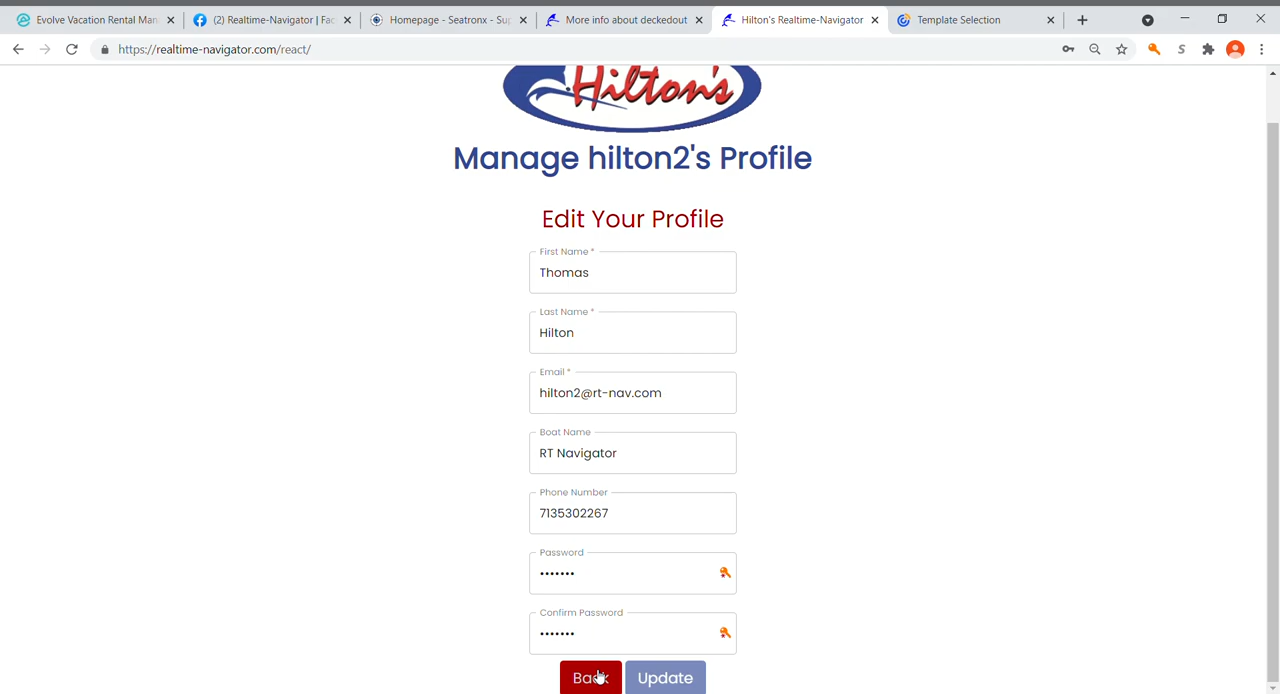 Evolve Vacation Rental Man
(2) Realtime-Navigator | Fac
Homepage - Seatronx - Sup
More info about deckedout
Hilton's Realtime-Navigator
Template Selection
https://realtime-navigator.com/react/
Hilton's
Manage hilton2's Profile
Edit Your Profile
First Name *
Thomas
Last Name *
Hilton
Email *
hilton2@rt-nav.com
Boat Name
RT Navigator
Phone Number
7135302267
Password
•••••••
Confirm Password
•••••••
Back Update